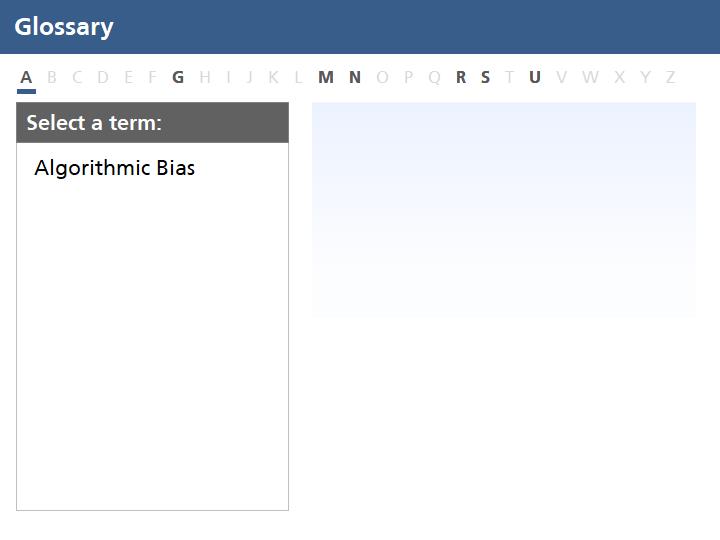 Glossary
A B C D E F G H I J K L M N O P Q R S T U V W X Y Z
Select a term:
Algorithmic Bias